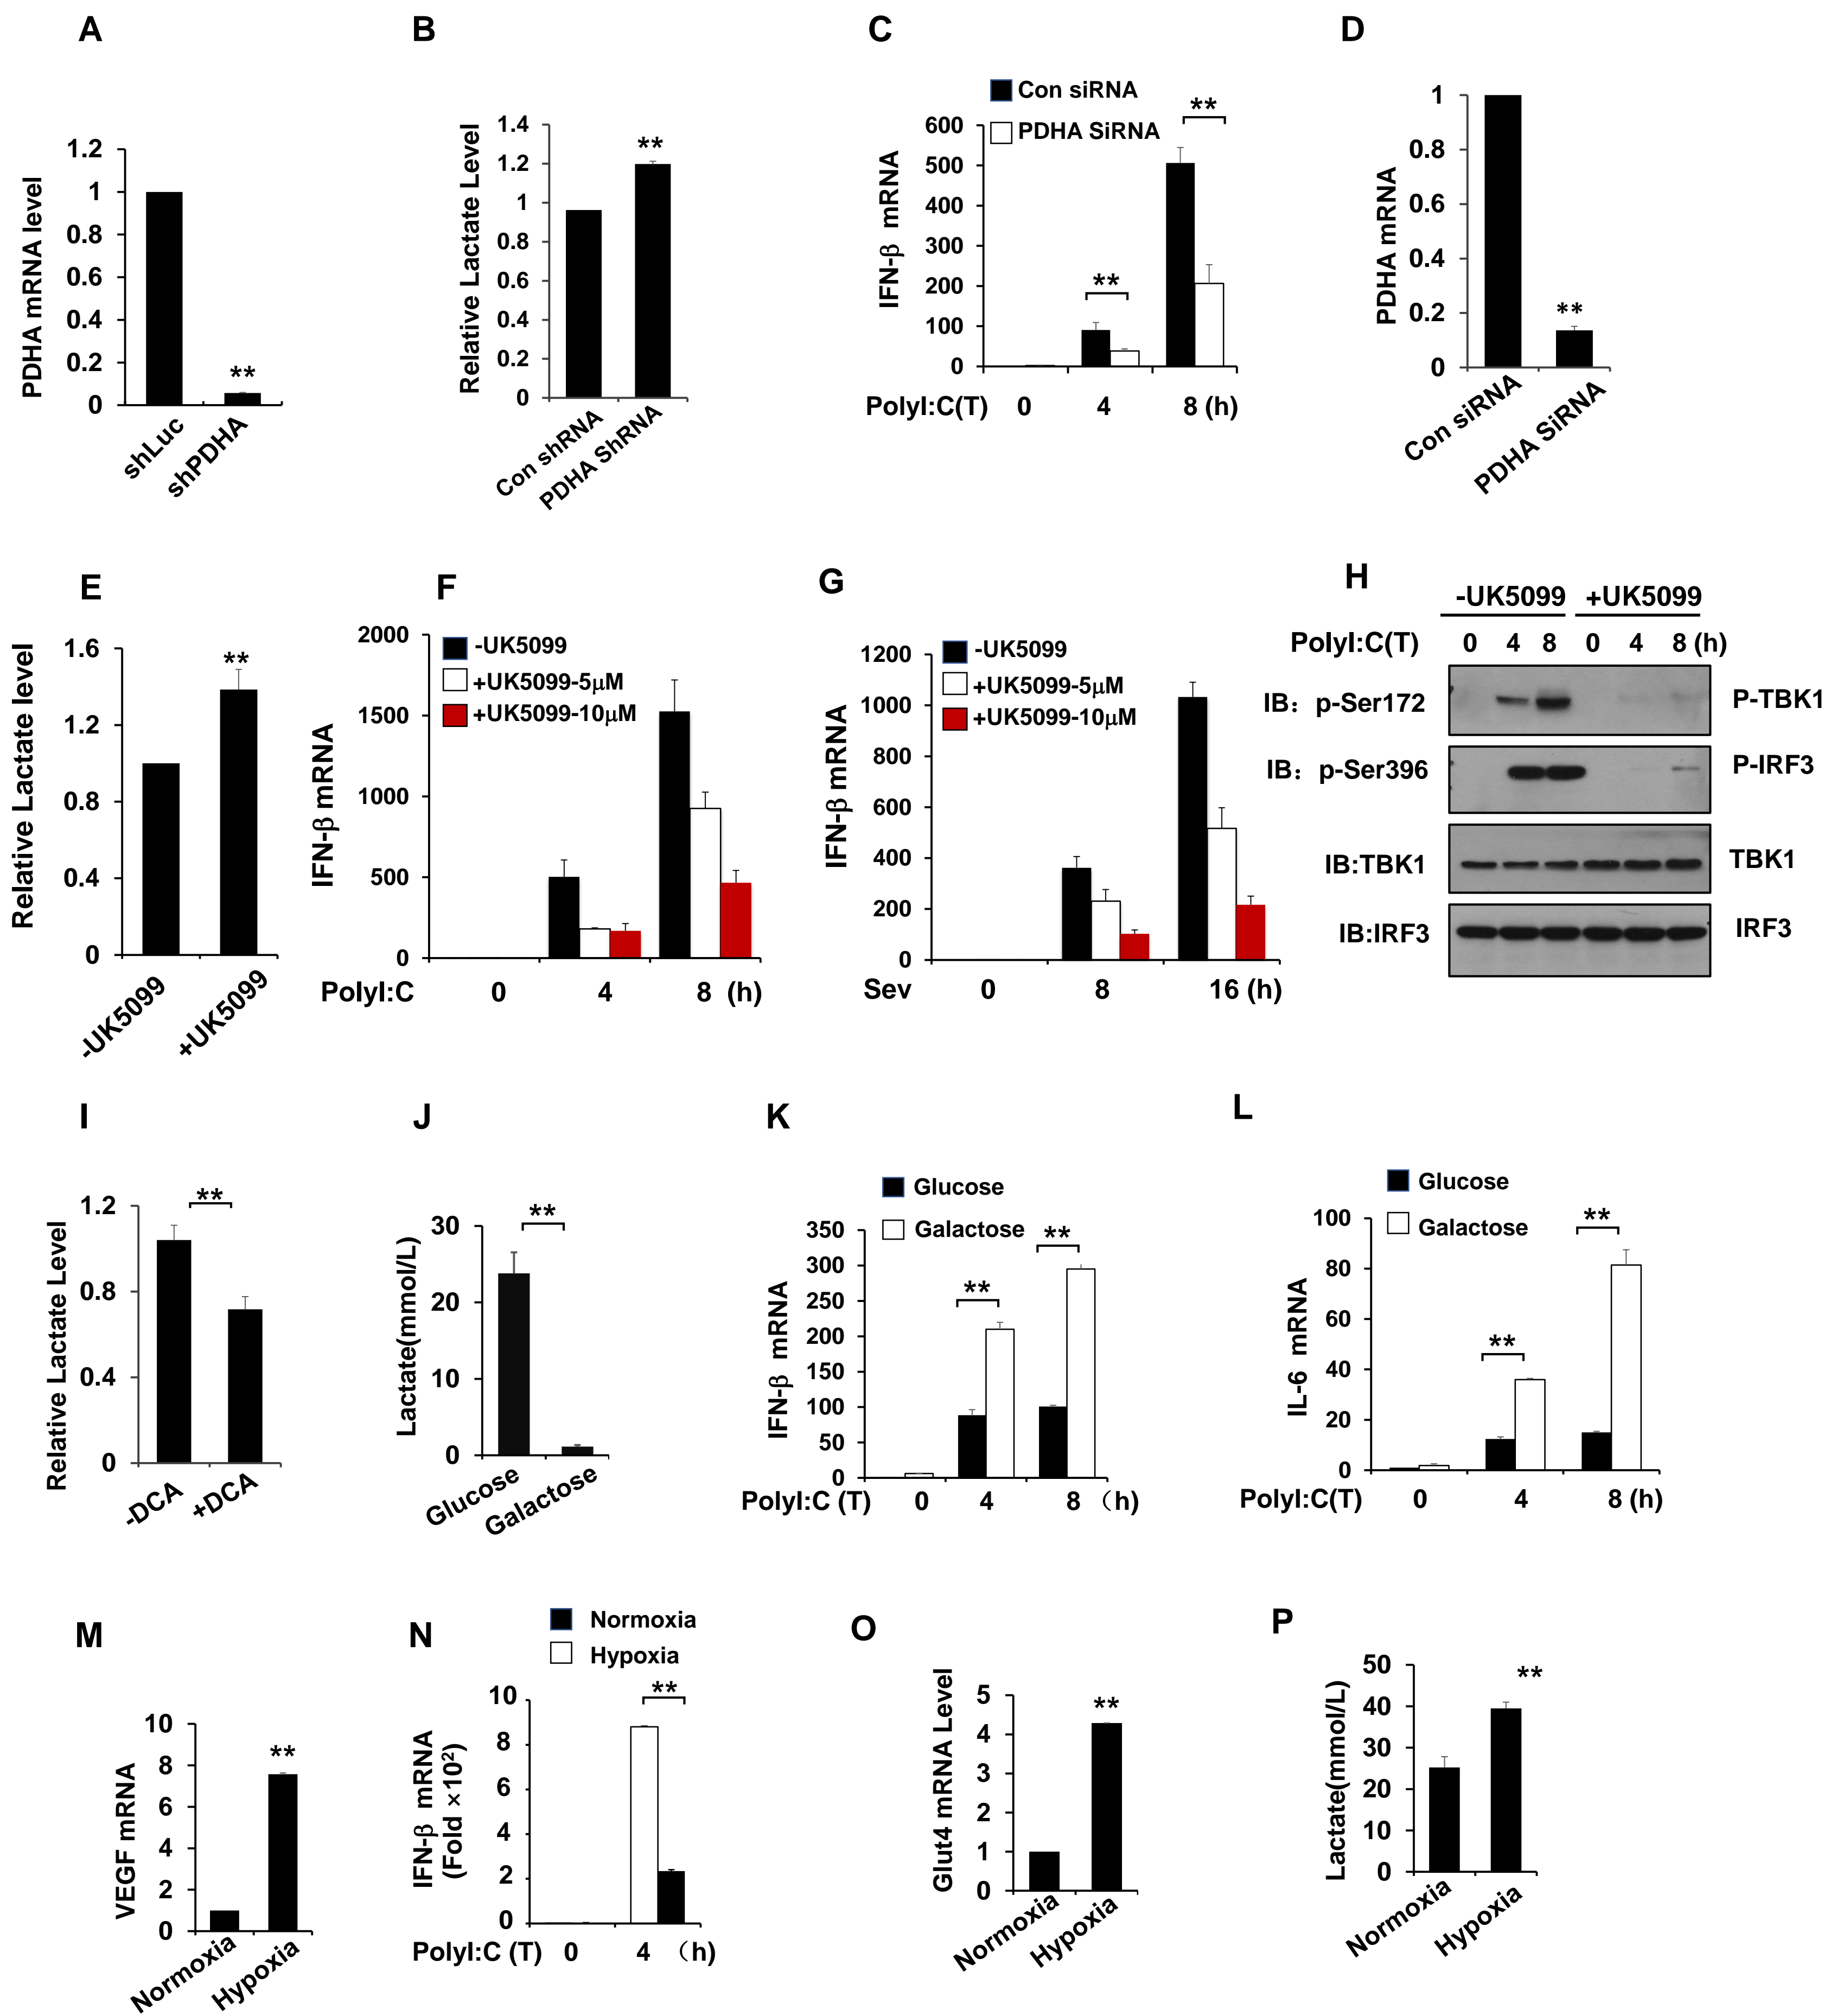 A
PDHA mRNA level
1.2
1
0.8
0.6
0.4
0.2
0
**
shLuc
shPDHA
B
Relative Lactate Level
1.4
1.2
1
0.8
0.6
0.4
0.2
0
**
Con shRNA
PDHA ShRNA
C
Con siRNA
PDHA SiRNA
IFN-β mRNA
600
500
400
300
200
100
0
**
**
PolyI:C(T) 0 4 8 (h)
D
PDHA mRNA
1
0.8
0.6
0.4
0.2
0
**
Con siRNA
PDHA SiRNA
E
Relative Lactate level
1.6
1.2
0.8
0.4
0
**
-UK5099
+UK5099
F
IFN-β mRNA
2000
1500
1000
500
0
-UK5099
+UK5099-5μM
+UK5099-10μM
PolyI:C 0 4 8 (h)
G
IFN-β mRNA
1200
1000
800
600
400
200
0
-UK5099
+UK5099-5μM
+UK5099-10μM
Sev 0 8 16 (h)
H
-UK5099 +UK5099
PolyI:C(T) 0 4 8 0 4 8 (h)
IB: p-Ser172 P-TBK1
IB: p-Ser396 P-IRF3
IB:TBK1 TBK1
IB:IRF3 IRF3
I
Relative Lactate Level
1.2
0.8
0.4
0
**
-DCA
+DCA
J
Lactate(mmol/L)
30
20
10
0
**
Glucose
Galactose
K
Glucose
Galactose
IFN-β mRNA
350
300
250
200
150
100
50
0
**
**
PolyI:C (T) 0 4 8 (h)
L
Glucose
Galactose
IL-6 mRNA
100
80
60
40
20
0
**
**
PolyI:C(T) 0 4 8 (h)
M
VEGF mRNA
10
8
6
4
2
0
**
Normoxia
Hypoxia
N
Normoxia
Hypoxia
IFN-β mRNA
(Fold ×10²)
10
8
6
4
2
0
**
PolyI:C (T) 0 4 (h)
O
Glut4 mRNA Level
5
4
3
2
1
0
**
Normoxia
Hypoxia
P
Lactate(mmol/L)
50
40
30
20
10
0
**
Normoxia
Hypoxia